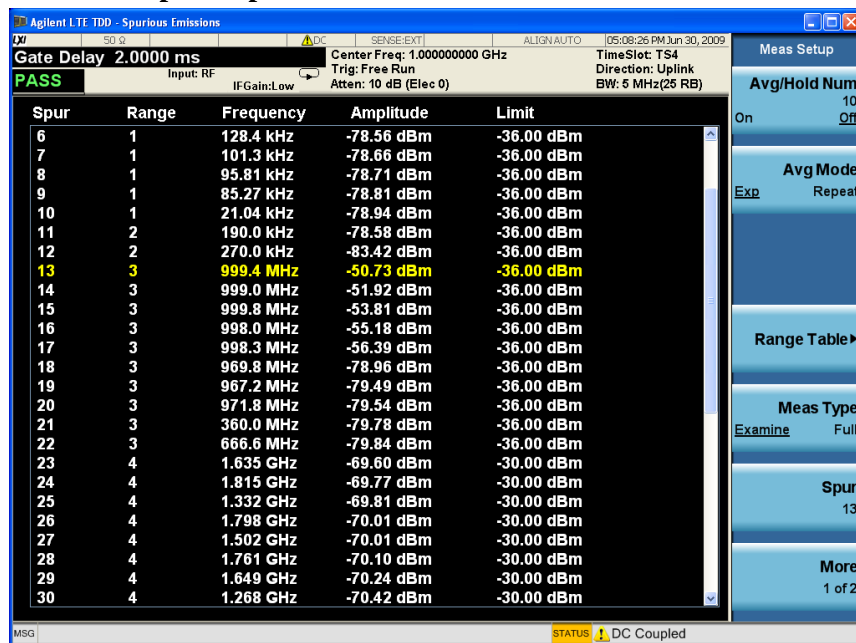 Agilent LTE TDD - Spurious Emissions
LXI 50 Ω DC SENSE:EXT ALIGN AUTO 05:08:26 PM Jun 30, 2009
Gate Delay 2.0000 ms Center Freq: 1.000000000 GHz TimeSlot: TS4
Input: RF Trig: Free Run Direction: Uplink
PASS IFGain:Low Atten: 10 dB (Elec 0) BW: 5 MHz(25 RB)
Spur Range Frequency Amplitude Limit
6 1 128.4 kHz -78.56 dBm -36.00 dBm
7 1 101.3 kHz -78.66 dBm -36.00 dBm
8 1 95.81 kHz -78.71 dBm -36.00 dBm
9 1 85.27 kHz -78.81 dBm -36.00 dBm
10 1 21.04 kHz -78.94 dBm -36.00 dBm
11 2 190.0 kHz -78.58 dBm -36.00 dBm
12 2 270.0 kHz -83.42 dBm -36.00 dBm
13 3 999.4 MHz -50.73 dBm -36.00 dBm
14 3 999.0 MHz -51.92 dBm -36.00 dBm
15 3 999.8 MHz -53.81 dBm -36.00 dBm
16 3 998.0 MHz -55.18 dBm -36.00 dBm
17 3 998.3 MHz -56.39 dBm -36.00 dBm
18 3 969.8 MHz -78.96 dBm -36.00 dBm
19 3 967.2 MHz -79.49 dBm -36.00 dBm
20 3 971.8 MHz -79.54 dBm -36.00 dBm
21 3 360.0 MHz -79.78 dBm -36.00 dBm
22 3 666.6 MHz -79.84 dBm -36.00 dBm
23 4 1.635 GHz -69.60 dBm -30.00 dBm
24 4 1.815 GHz -69.77 dBm -30.00 dBm
25 4 1.332 GHz -69.81 dBm -30.00 dBm
26 4 1.798 GHz -70.01 dBm -30.00 dBm
27 4 1.502 GHz -70.01 dBm -30.00 dBm
28 4 1.761 GHz -70.10 dBm -30.00 dBm
29 4 1.649 GHz -70.24 dBm -30.00 dBm
30 4 1.268 GHz -70.42 dBm -30.00 dBm
Meas Setup
Avg/Hold Num
10
On Off
Avg Mode
Exp Repeat
Range Table
Meas Type
Examine Full
Spur
13
More
1 of 2
MSG STATUS DC Coupled